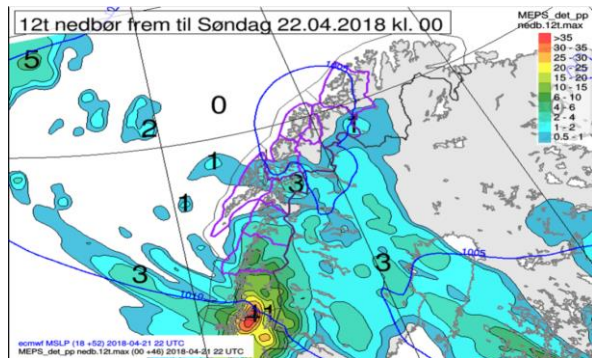 12t nedbør frem til Søndag 22.04.2018 kl. 00
MEPS_det_pp
nedb.12t.max
>35
30 - 35
25 - 30
20 - 25
15 - 20
10 - 15
6 - 10
4 - 6
2 - 4
1 - 2
0.5 - 1
5
0
2
1
1
3
1
3
3
1005
1010
ecmwf MSLP (18 +52) 2018-04-21 22 UTC
MEPS_det_pp nedb.12t.max (00 +46) 2018-04-21 22 UTC